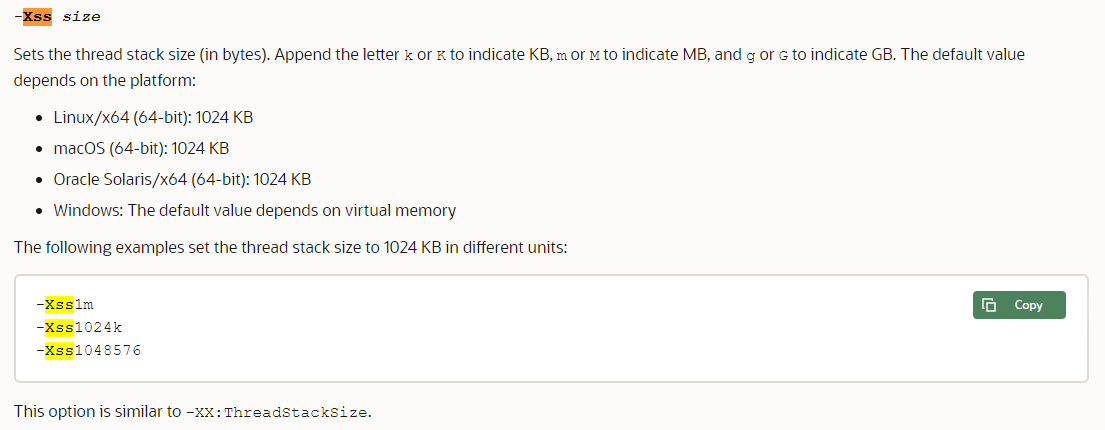 -Xss size
Sets the thread stack size (in bytes). Append the letter k or K to indicate KB, m or M to indicate MB, and g or G to indicate GB. The default value
depends on the platform:
• Linux/x64 (64-bit): 1024 KB
• macOS (64-bit): 1024 KB
• Oracle Solaris/x64 (64-bit): 1024 KB
• Windows: The default value depends on virtual memory
The following examples set the thread stack size to 1024 KB in different units:
Copy
-Xss1m
-Xss1024k
-Xss1048576
This option is similar to -XX:ThreadStackSize.